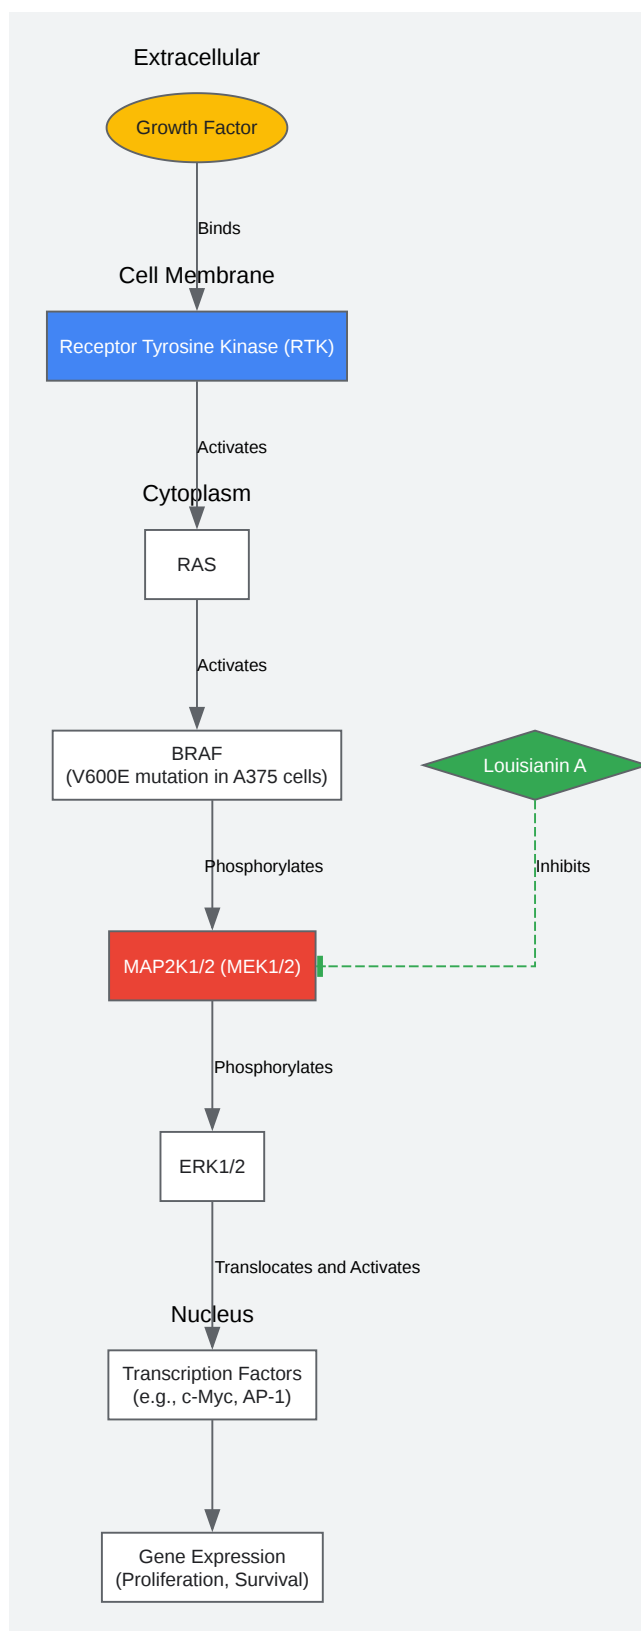 Extracellular
Growth Factor
Binds
Cell Membrane
Receptor Tyrosine Kinase (RTK)
Activates
Cytoplasm
RAS
Activates
BRAF
(V600E mutation in A375 cells)
Louisianin A
Phosphorylates
Inhibits
MAP2K1/2 (MEK1/2)
Phosphorylates
ERK1/2
Translocates and Activates
Nucleus
Transcription Factors
(e.g., c-Myc, AP-1)
Gene Expression
(Proliferation, Survival)